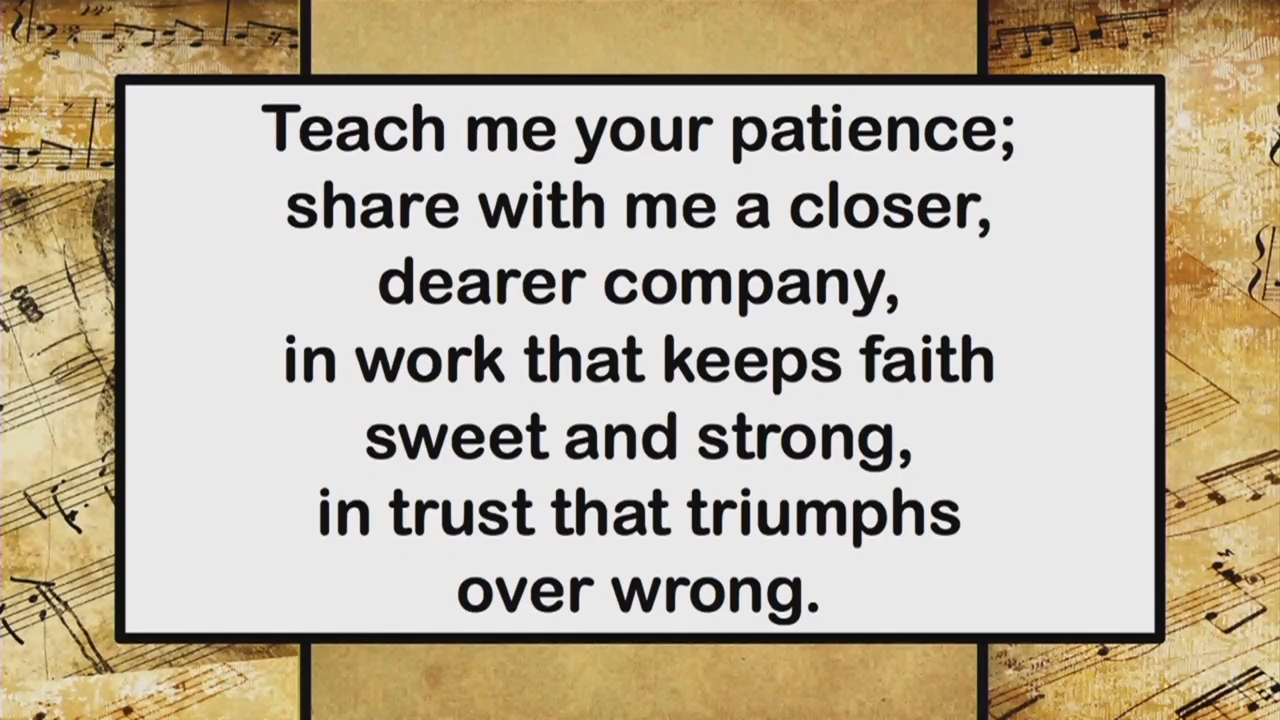 Teach me your patience;
share with me a closer,
dearer company,
in work that keeps faith
sweet and strong,
in trust that triumphs
over wrong.